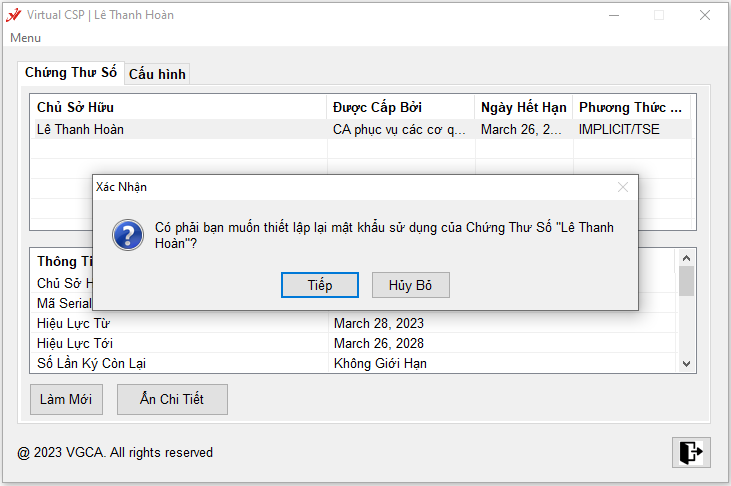 Virtual CSP | Lê Thanh Hoàn
Menu
Chứng Thư Số Cấu hình
Chủ Sở Hữu Được Cấp Bởi Ngày Hết Hạn Phương Thức ...
Lê Thanh Hoàn CA phục vụ các cơ q... March 26, 2... IMPLICIT/TSE
Xác Nhận
Có phải bạn muốn thiết lập lại mật khẩu sử dụng của Chứng Thư Số "Lê Thanh
Hoàn"?
Tiếp Hủy Bỏ
Thông Ti
Chủ Sở H
Mã Serial
Hiệu Lực Từ March 28, 2023
Hiệu Lực Tới March 26, 2028
Số Lần Ký Còn Lại Không Giới Hạn
Làm Mới Ẩn Chi Tiết
@ 2023 VGCA. All rights reserved